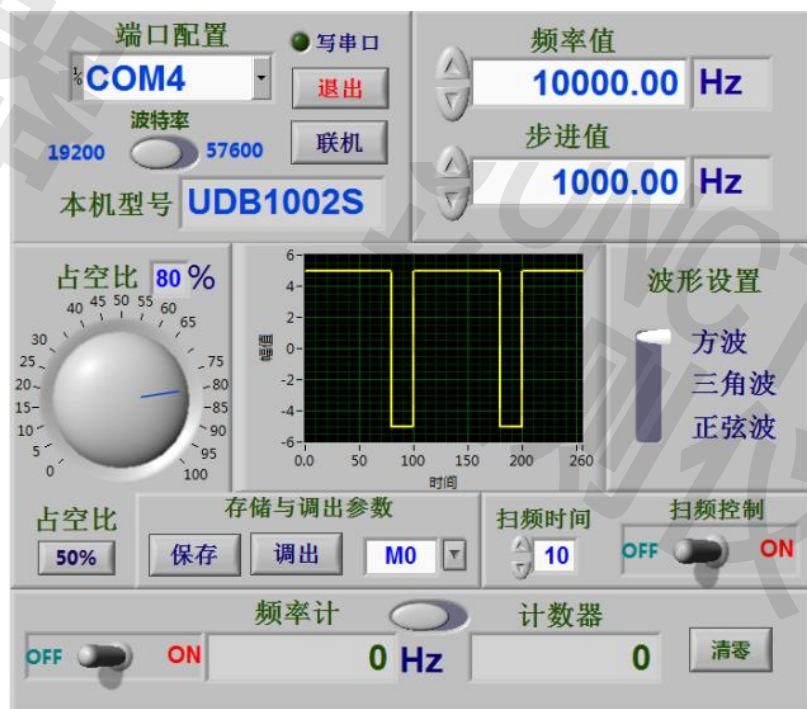 端口配置
写串口
COM4
退出
波特率
19200
57600
联机
本机型号
UDB1002S
频率值
10000.00
Hz
步进值
1000.00
Hz
占空比 80 %
0
5
10
15
20
25
30
40
45
50
55
60
65
75
80
85
90
95
100
占空比
50%
幅值
6
4
2
0
-2
-4
-6
0.0
50
100
150
200
260
时间
波形设置
方波
三角波
正弦波
存储与调出参数
保存
调出
M0
扫频时间
10
扫频控制
OFF
ON
频率计
OFF
ON
0 Hz
计数器
0
清零